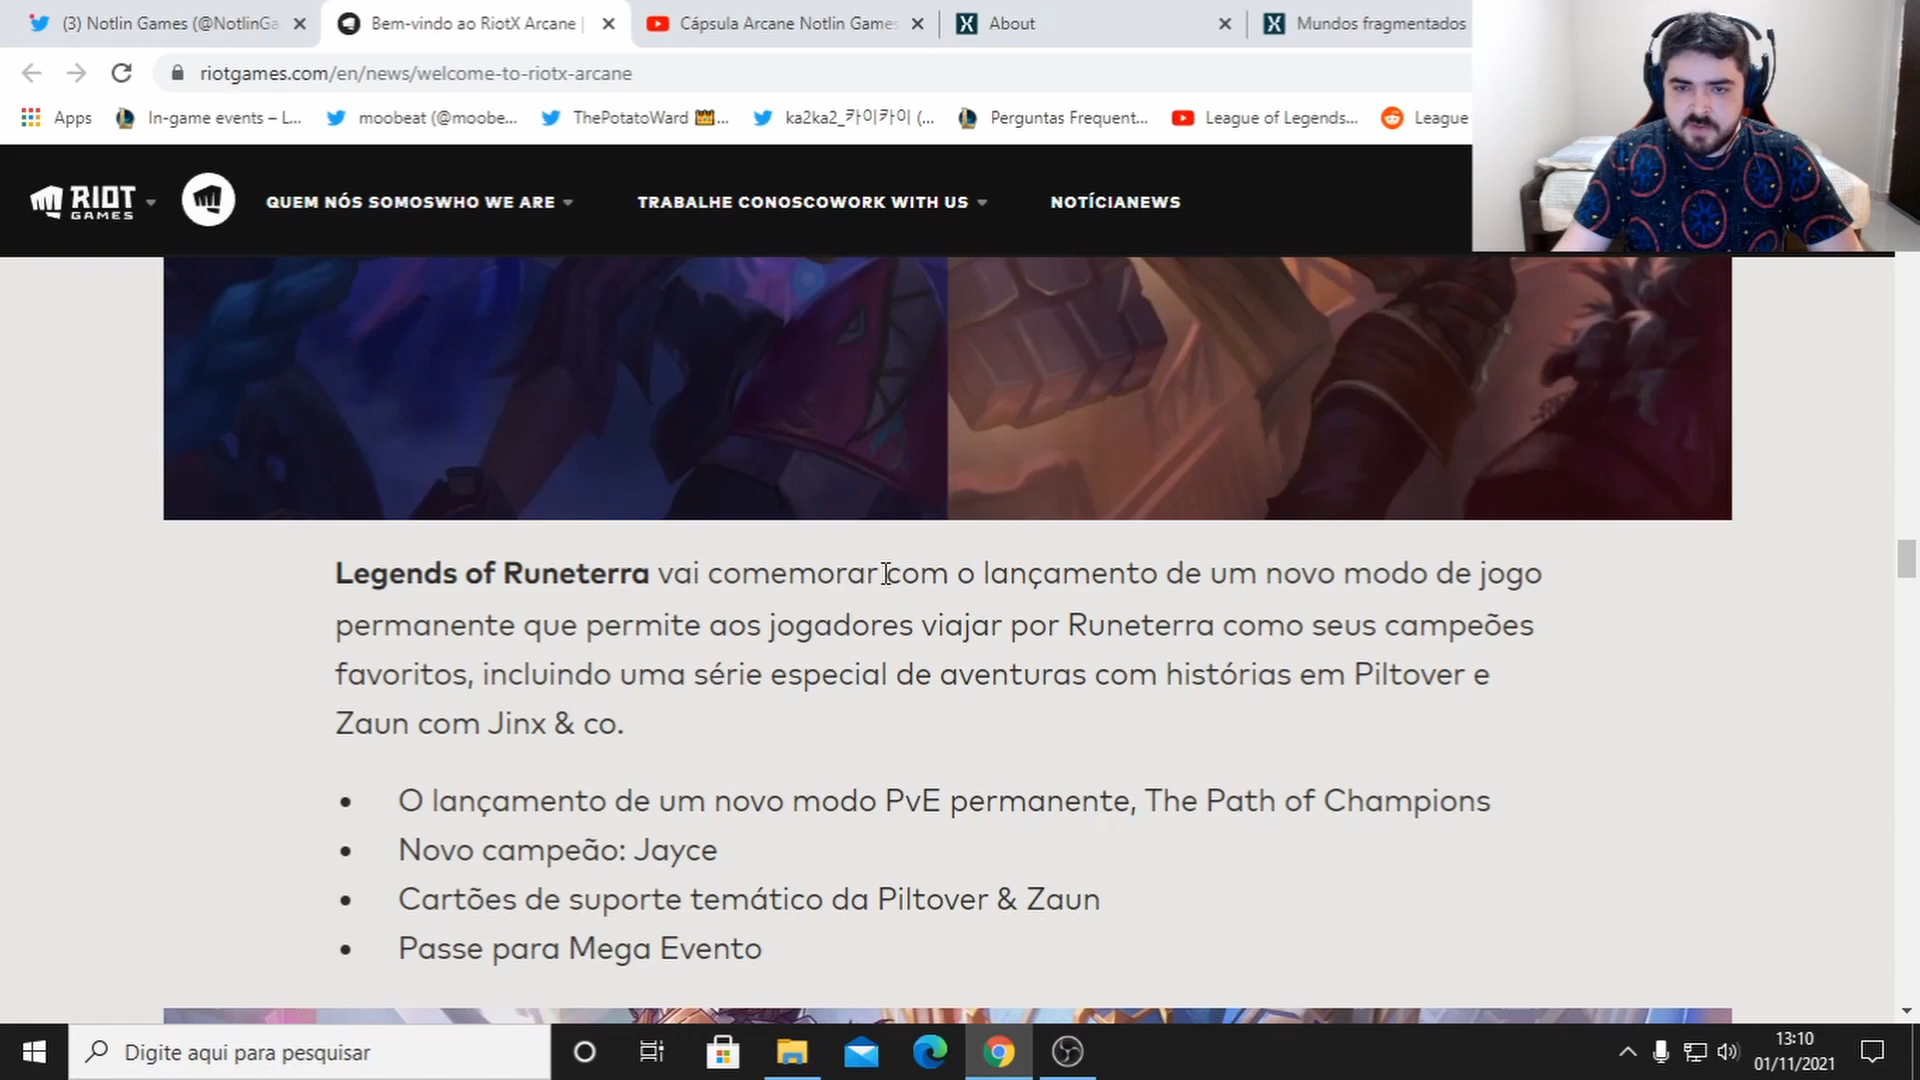 (3) Notlin Games (@NotlinGa
Bem-vindo ao RiotX Arcane |
Cápsula Arcane Notlin Games
About
Mundos fragmentados
riotgames.com/en/news/welcome-to-riotx-arcane
Apps
In-game events – L...
moobeat (@moobe...
ThePotatoWard 👑...
ka2ka2_카이카이 (...
Perguntas Frequent...
League of Legends...
League
RIOT GAMES
QUEM NÓS SOMOSWHO WE ARE
TRABALHE CONOSCOWORK WITH US
NOTÍCIANEWS
Legends of Runeterra vai comemorar com o lançamento de um novo modo de jogo
permanente que permite aos jogadores viajar por Runeterra como seus campeões
favoritos, incluindo uma série especial de aventuras com histórias em Piltover e
Zaun com Jinx & co.
• O lançamento de um novo modo PvE permanente, The Path of Champions
• Novo campeão: Jayce
• Cartões de suporte temático da Piltover & Zaun
• Passe para Mega Evento
Digite aqui para pesquisar
13:10
01/11/2021